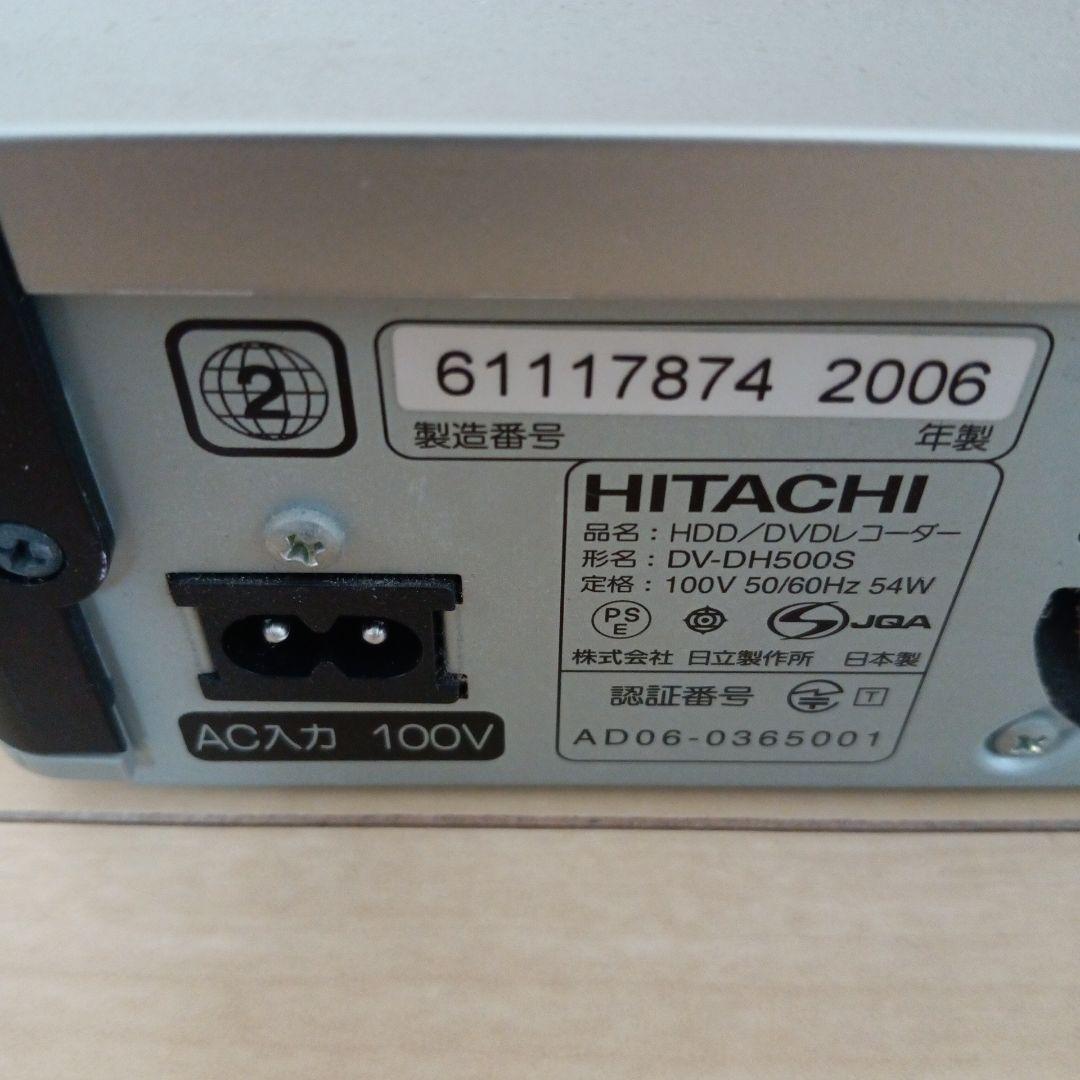 2
61117874 2006
製造番号 年製
HITACHI
品名：HDD/DVDレコーダー
形名：DV-DH500S
定格：100V 50/60Hz 54W
PSE JQA
株式会社 日立製作所 日本製
認証番号 T
AD06-0365001
AC入力 100V